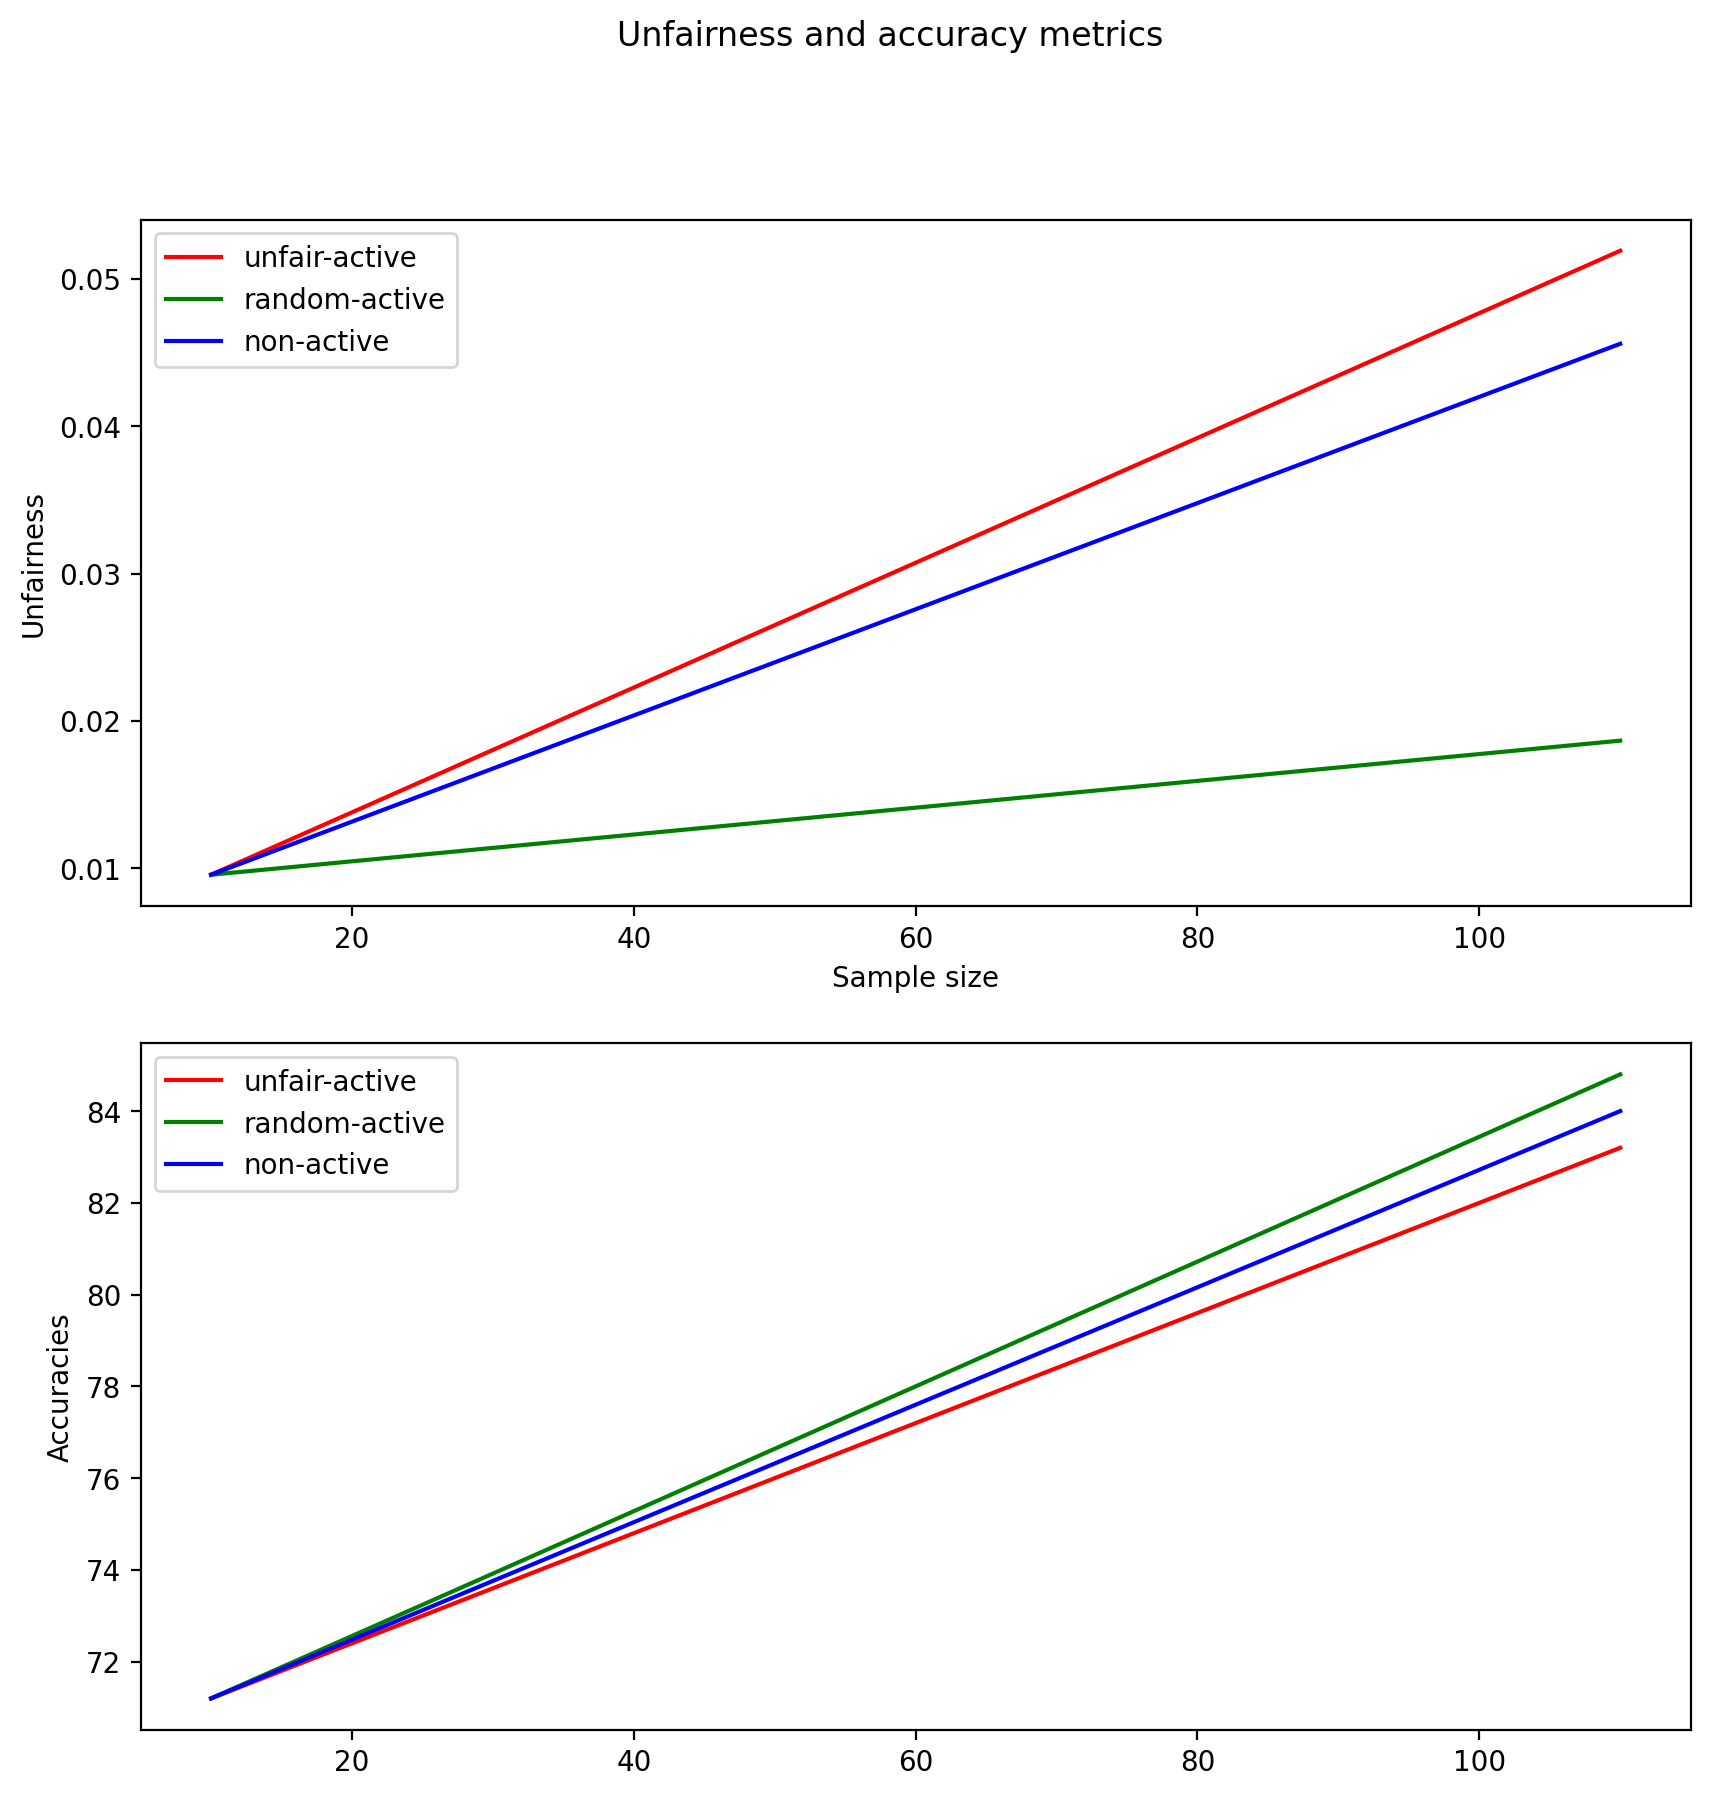 Unfairness and accuracy metrics
unfair-active
random-active
non-active
0.05
0.04
0.03
0.02
0.01
Unfairness
20 40 60 80 100
Sample size
unfair-active
random-active
non-active
84
82
80
78
76
74
72
Accuracies
20 40 60 80 100